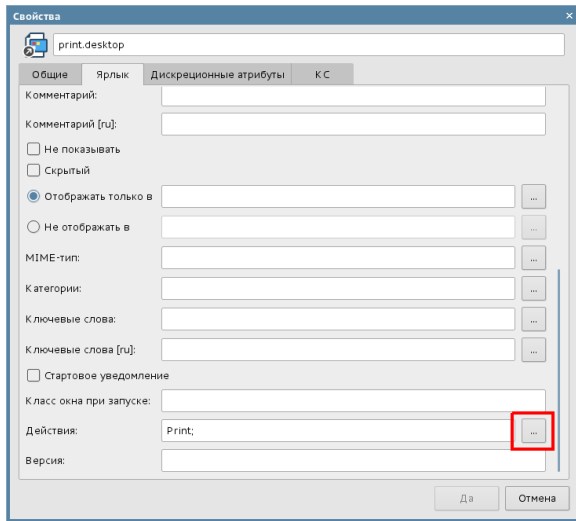 Свойства
print.desktop
Общие Ярлык Дискреционные атрибуты КС
Комментарий:
Комментарий [ru]:
Не показывать
Скрытый
Отображать только в ...
Не отображать в ...
MIME-тип: ...
Категории: ...
Ключевые слова: ...
Ключевые слова [ru]: ...
Стартовое уведомление
Класс окна при запуске:
Действия: Print; ...
Версия:
Да Отмена